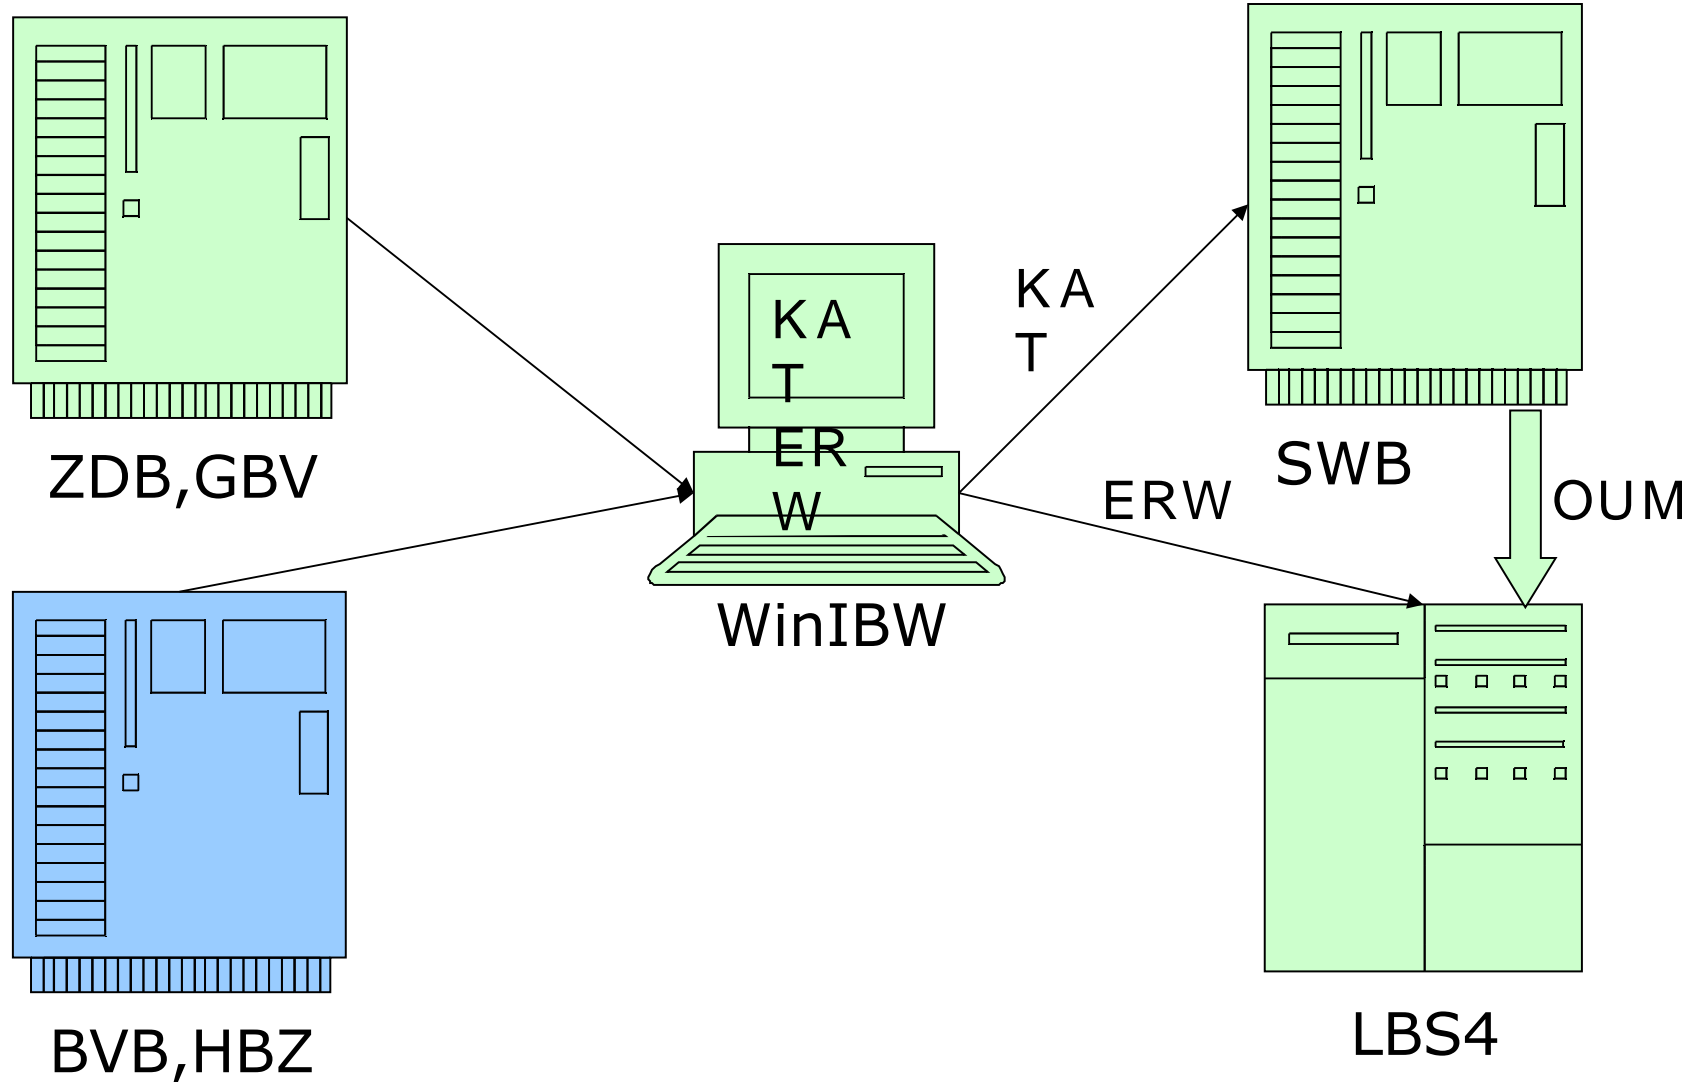 KA
T
KA
T
ER
W
ZDB,GBV
SWB
ERW
OUM
WinIBW
BVB,HBZ
LBS4